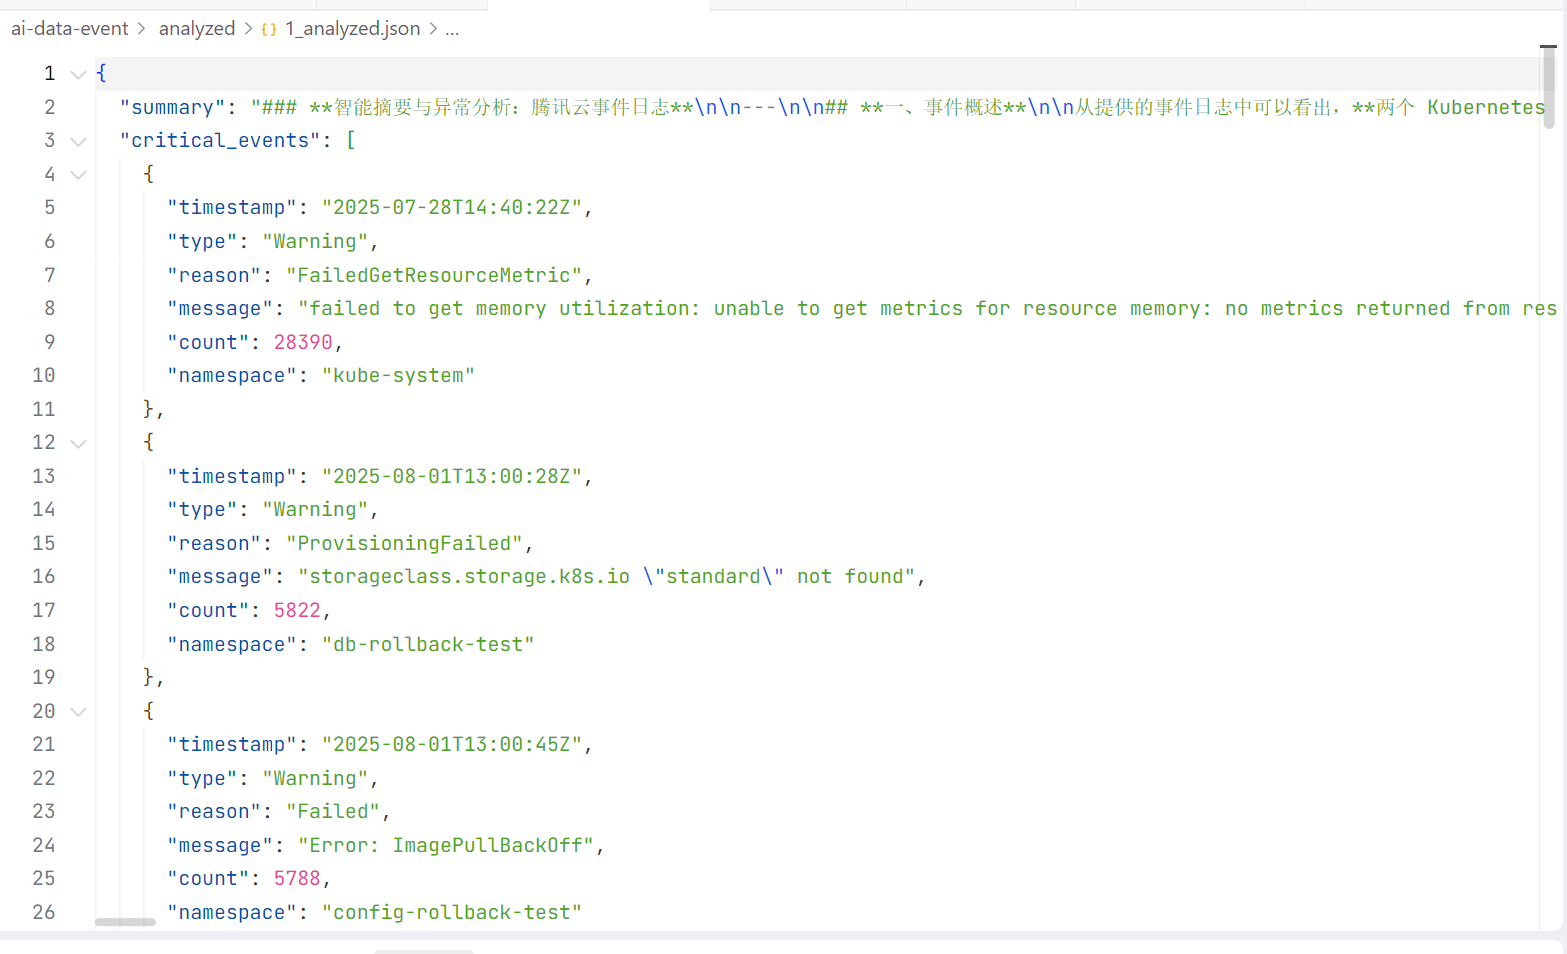 ai-data-event > analyzed > {} 1_analyzed.json > ...
1 {
2 "summary": "### **智能摘要与异常分析：腾讯云事件日志**\n\n---\n\n## **一、事件概述**\n\n从提供的事件日志中可以看出，**两个 Kubernetes
3 "critical_events": [
4 {
5 "timestamp": "2025-07-28T14:40:22Z",
6 "type": "Warning",
7 "reason": "FailedGetResourceMetric",
8 "message": "failed to get memory utilization: unable to get metrics for resource memory: no metrics returned from res
9 "count": 28390,
10 "namespace": "kube-system"
11 },
12 {
13 "timestamp": "2025-08-01T13:00:28Z",
14 "type": "Warning",
15 "reason": "ProvisioningFailed",
16 "message": "storageclass.storage.k8s.io \"standard\" not found",
17 "count": 5822,
18 "namespace": "db-rollback-test"
19 },
20 {
21 "timestamp": "2025-08-01T13:00:45Z",
22 "type": "Warning",
23 "reason": "Failed",
24 "message": "Error: ImagePullBackOff",
25 "count": 5788,
26 "namespace": "config-rollback-test"